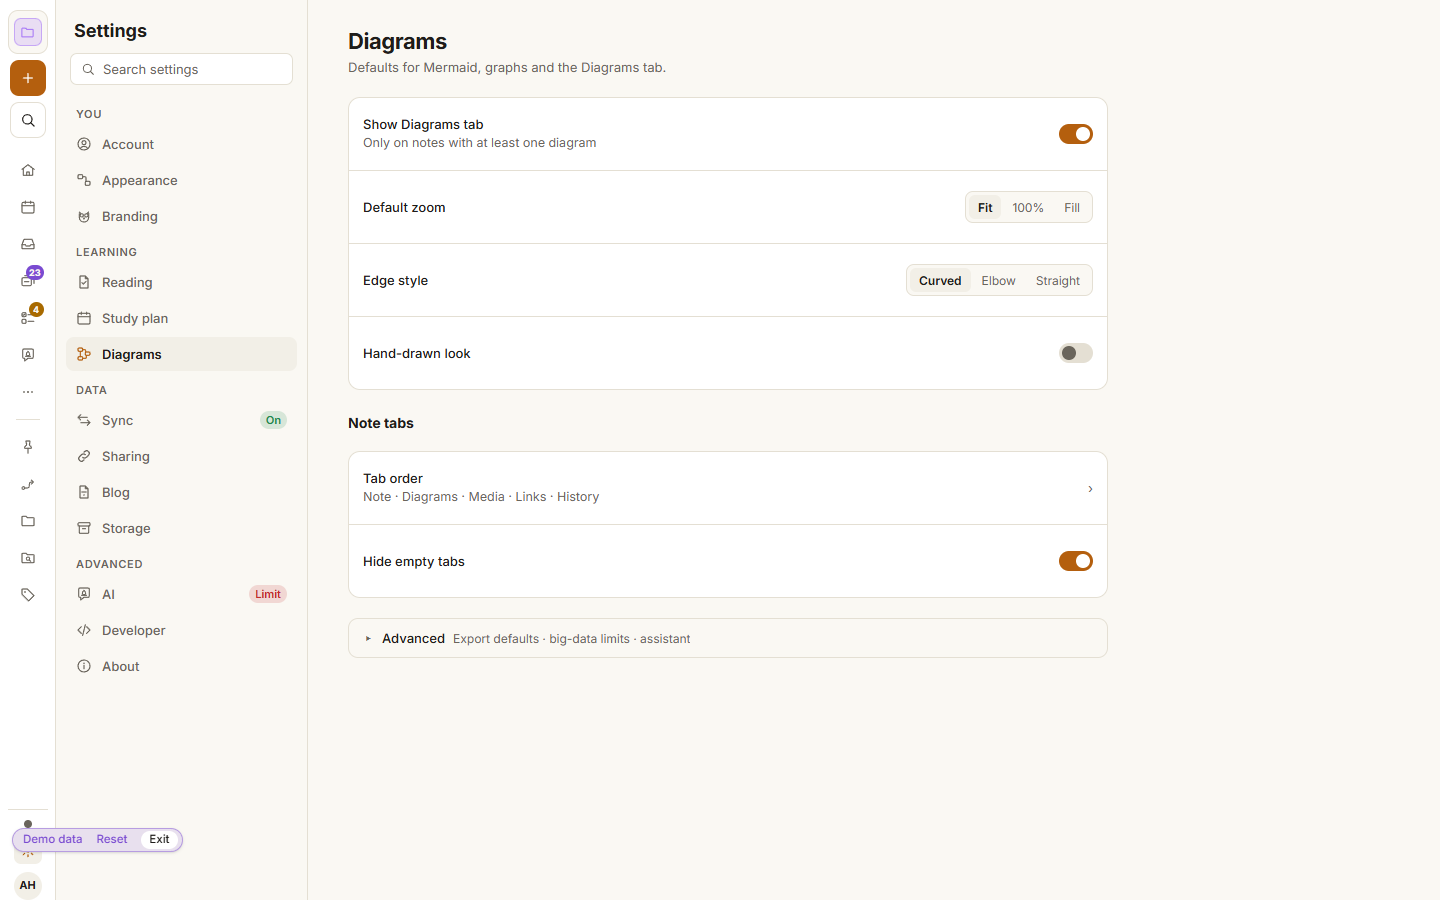 Settings
Search settings
YOU
Account
Appearance
Branding
LEARNING
Reading
Study plan
Diagrams
DATA
Sync
On
Sharing
Blog
Storage
ADVANCED
AI
Limit
Developer
About
23
4
Demo data
Reset
Exit
AH
Diagrams
Defaults for Mermaid, graphs and the Diagrams tab.
Show Diagrams tab
Only on notes with at least one diagram
Default zoom
Fit 100% Fill
Edge style
Curved Elbow Straight
Hand-drawn look
Note tabs
Tab order
Note · Diagrams · Media · Links · History
Hide empty tabs
Advanced Export defaults · big-data limits · assistant